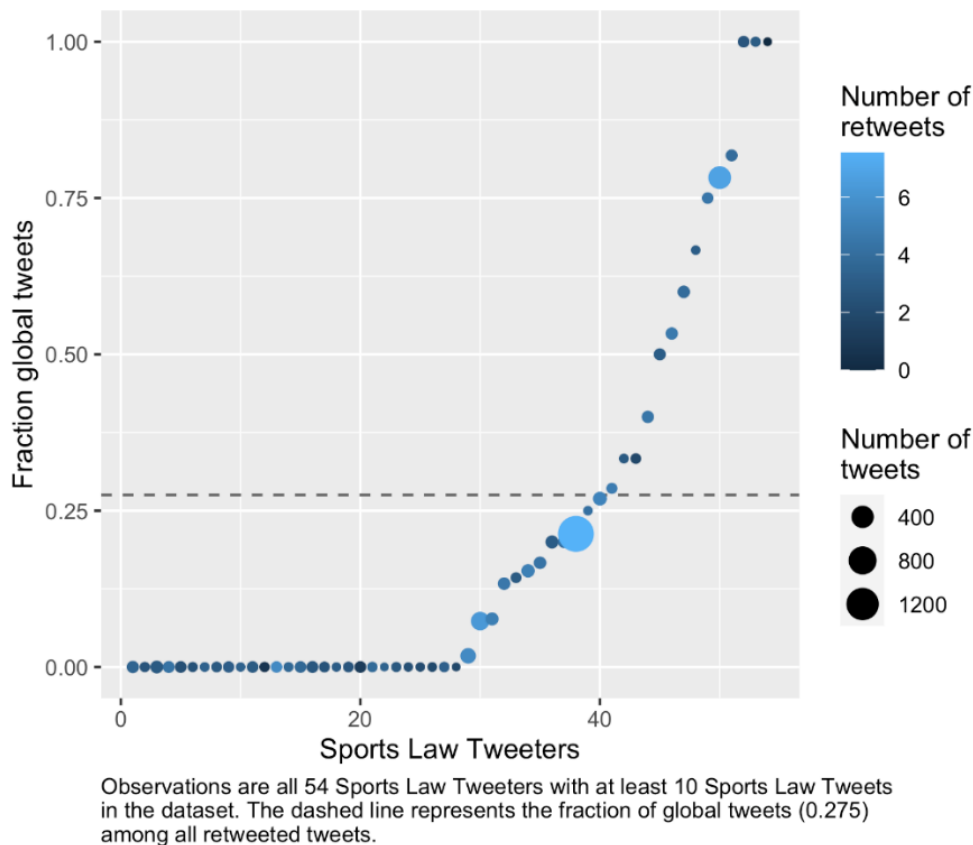 1.00
0.75
0.50
0.25
0.00
Fraction global tweets
0
20
40
Sports Law Tweeters
Number of
retweets
6
4
2
0
Number of
tweets
400
800
1200
Observations are all 54 Sports Law Tweeters with at least 10 Sports Law Tweets
in the dataset. The dashed line represents the fraction of global tweets (0.275)
among all retweeted tweets.